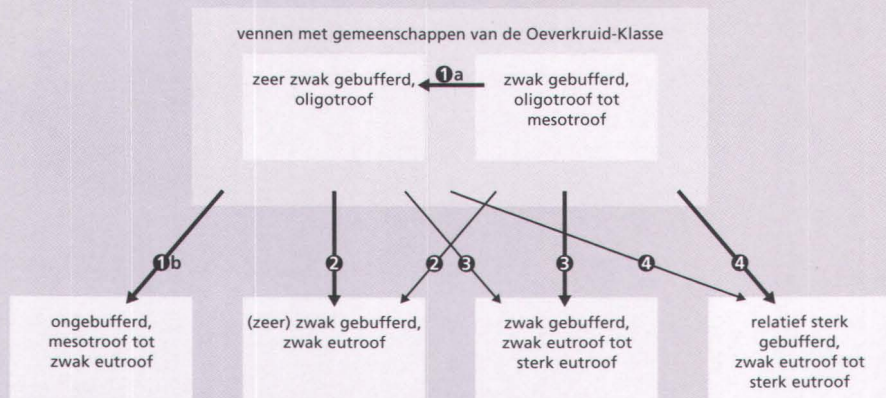 vennen met gemeenschappen van de Oeverkruid-Klasse
zeer zwak gebufferd,
oligotroof
1a
zwak gebufferd,
oligotroof tot
mesotroof
1b
2
2
3
3
4
4
ongebufferd,
mesotroof tot
zwak eutroof
(zeer) zwak gebufferd,
zwak eutroof
zwak gebufferd,
zwak eutroof tot
sterk eutroof
relatief sterk
gebufferd,
zwak eutroof tot
sterk eutroof